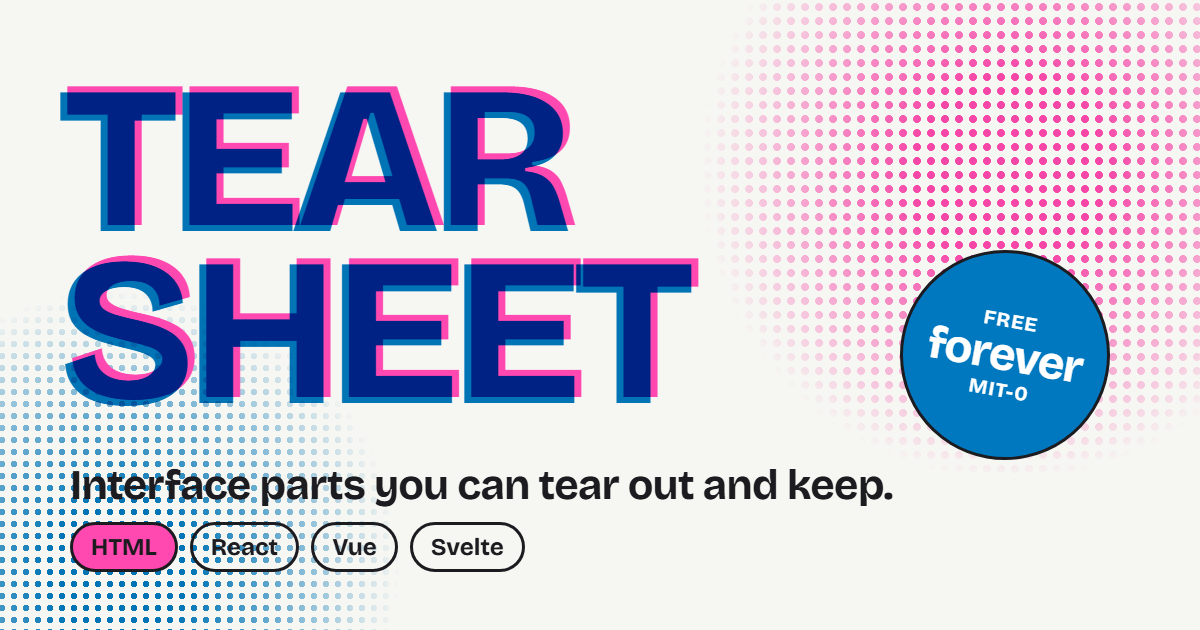 TEAR
SHEET
FREE
forever
MIT-0
Interface parts you can tear out and keep.
HTML
React
Vue
Svelte